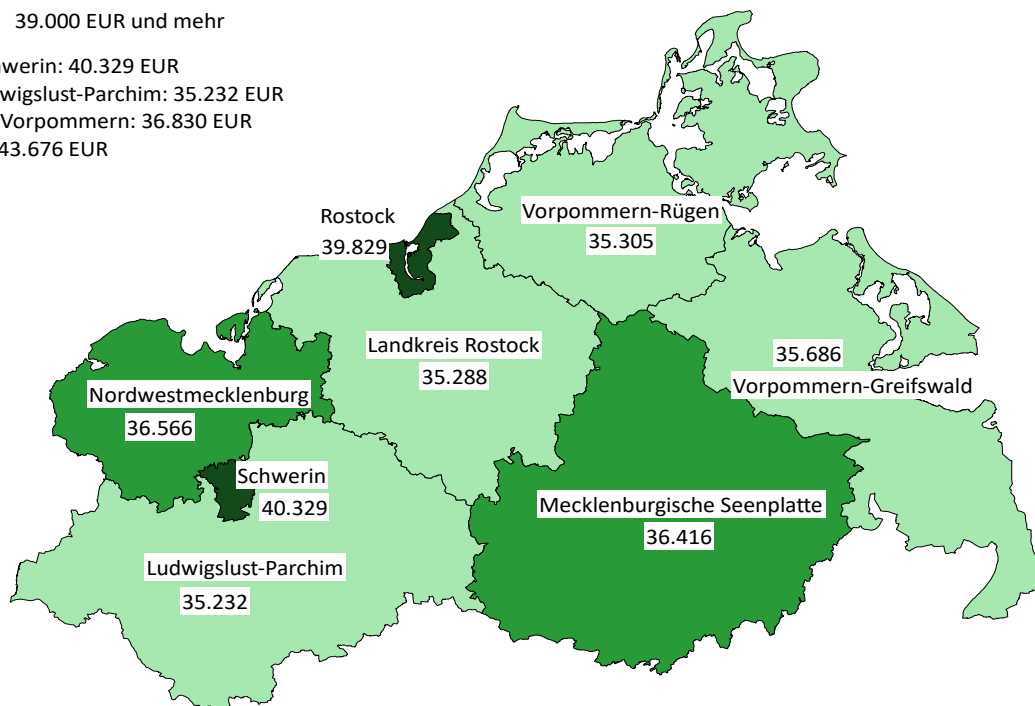 39.000 EUR und mehr
werin: 40.329 EUR
wigslust-Parchim: 35.232 EUR
Vorpommern: 36.830 EUR
43.676 EUR
Rostock
39.829
Vorpommern-Rügen
35.305
Landkreis Rostock
35.288
35.686
Vorpommern-Greifswald
Nordwestmecklenburg
36.566
Schwerin
40.329
Mecklenburgische Seenplatte
36.416
Ludwigslust-Parchim
35.232